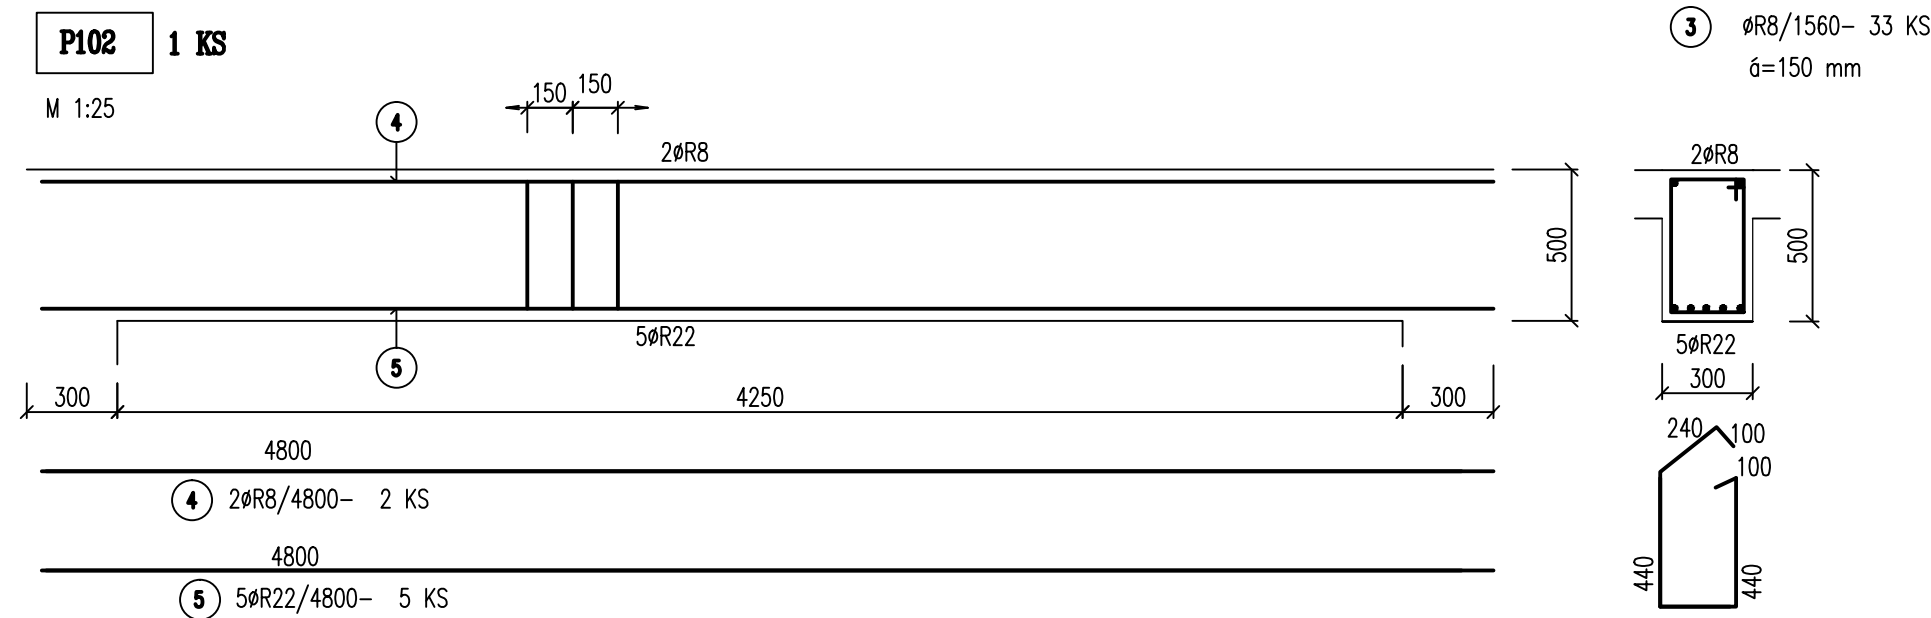 P102 1 KS
M 1:25
3 øR8/1560- 33 KS
á=150 mm
150 150
4
2øR8
2øR8
500
500
5øR22
5øR22
5
300
300 4250 300
4800
4 2øR8/4800- 2 KS
4800
5 5øR22/4800- 5 KS
240 100
100
440 440